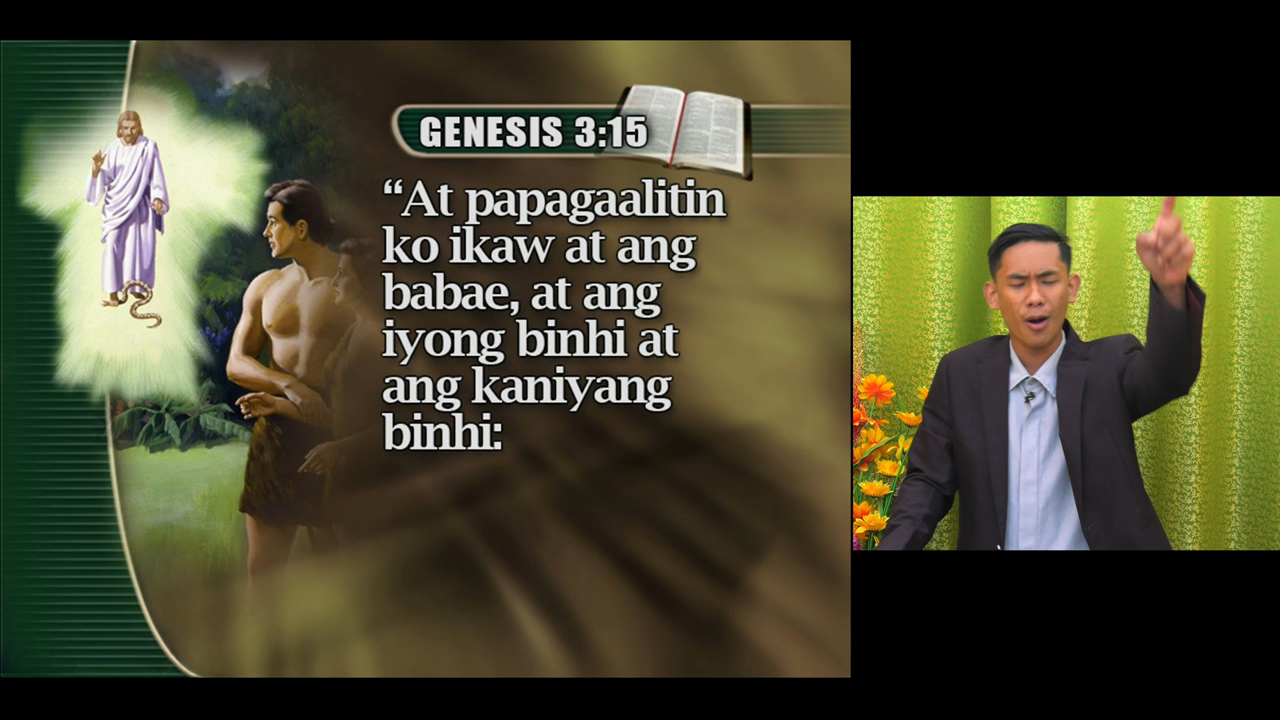 GENESIS 3:15
“At papagaalitin
ko ikaw at ang
babae, at ang
iyong binhi at
ang kaniyang
binhi: